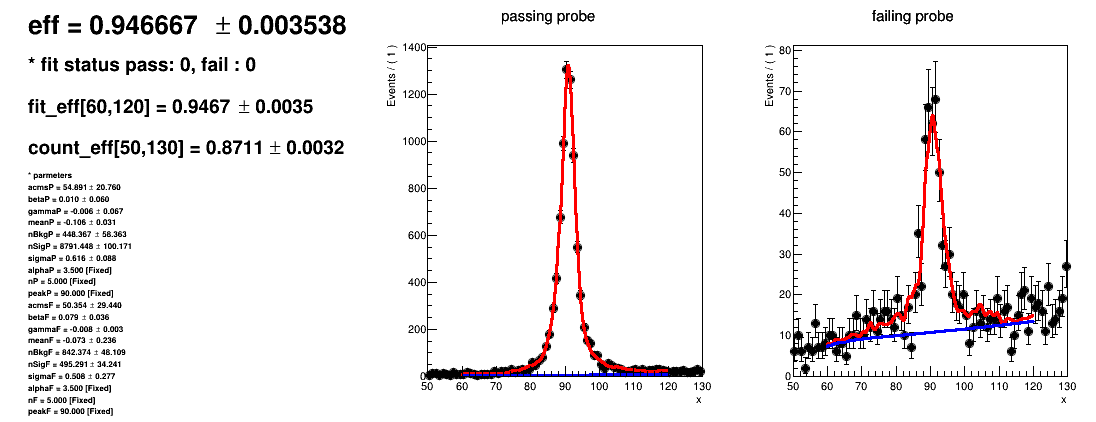 eff = 0.946667 ± 0.003538
* fit status pass: 0, fail : 0
fit_eff[60,120] = 0.9467 ± 0.0035
count_eff[50,130] = 0.8711 ± 0.0032
* parmeters
acmsP = 54.891 ± 20.760
betaP = 0.010 ± 0.060
gammaP = -0.006 ± 0.067
meanP = -0.106 ± 0.031
nBkgP = 448.367 ± 58.363
nSigP = 8791.448 ± 100.171
sigmaP = 0.616 ± 0.088
alphaP = 3.500 [Fixed]
nP = 5.000 [Fixed]
peakP = 90.000 [Fixed]
acmsF = 50.354 ± 29.440
betaF = 0.079 ± 0.036
gammaF = -0.008 ± 0.003
meanF = -0.073 ± 0.236
nBkgF = 842.374 ± 48.109
nSigF = 495.291 ± 34.241
sigmaF = 0.508 ± 0.277
alphaF = 3.500 [Fixed]
nF = 5.000 [Fixed]
peakF = 90.000 [Fixed]
passing probe
Events / ( 1 )
1400
1200
1000
800
600
400
200
0
50 60 70 80 90 100 110 120 130
x
failing probe
Events / ( 1 )
80
70
60
50
40
30
20
10
0
50 60 70 80 90 100 110 120 130
x